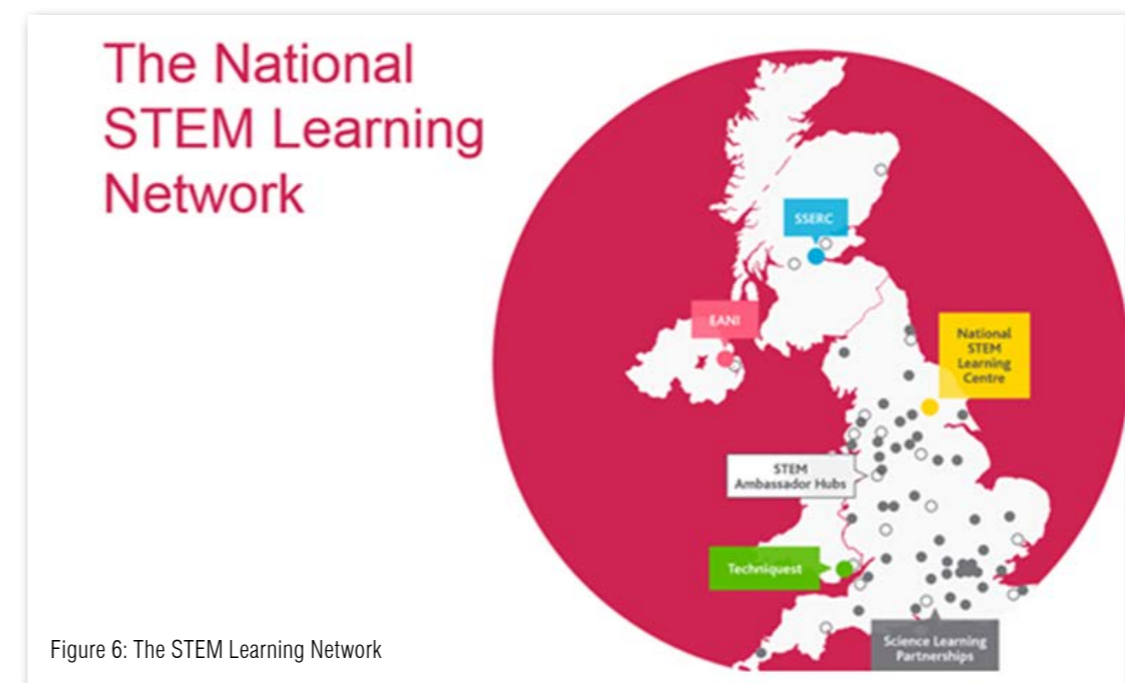 The National
STEM Learning
Network
SSERC
EANI
National
STEM
Learning
Centre
STEM
Ambassador Hubs
Techniquest
Science Learning
Partnerships
Figure 6: The STEM Learning Network